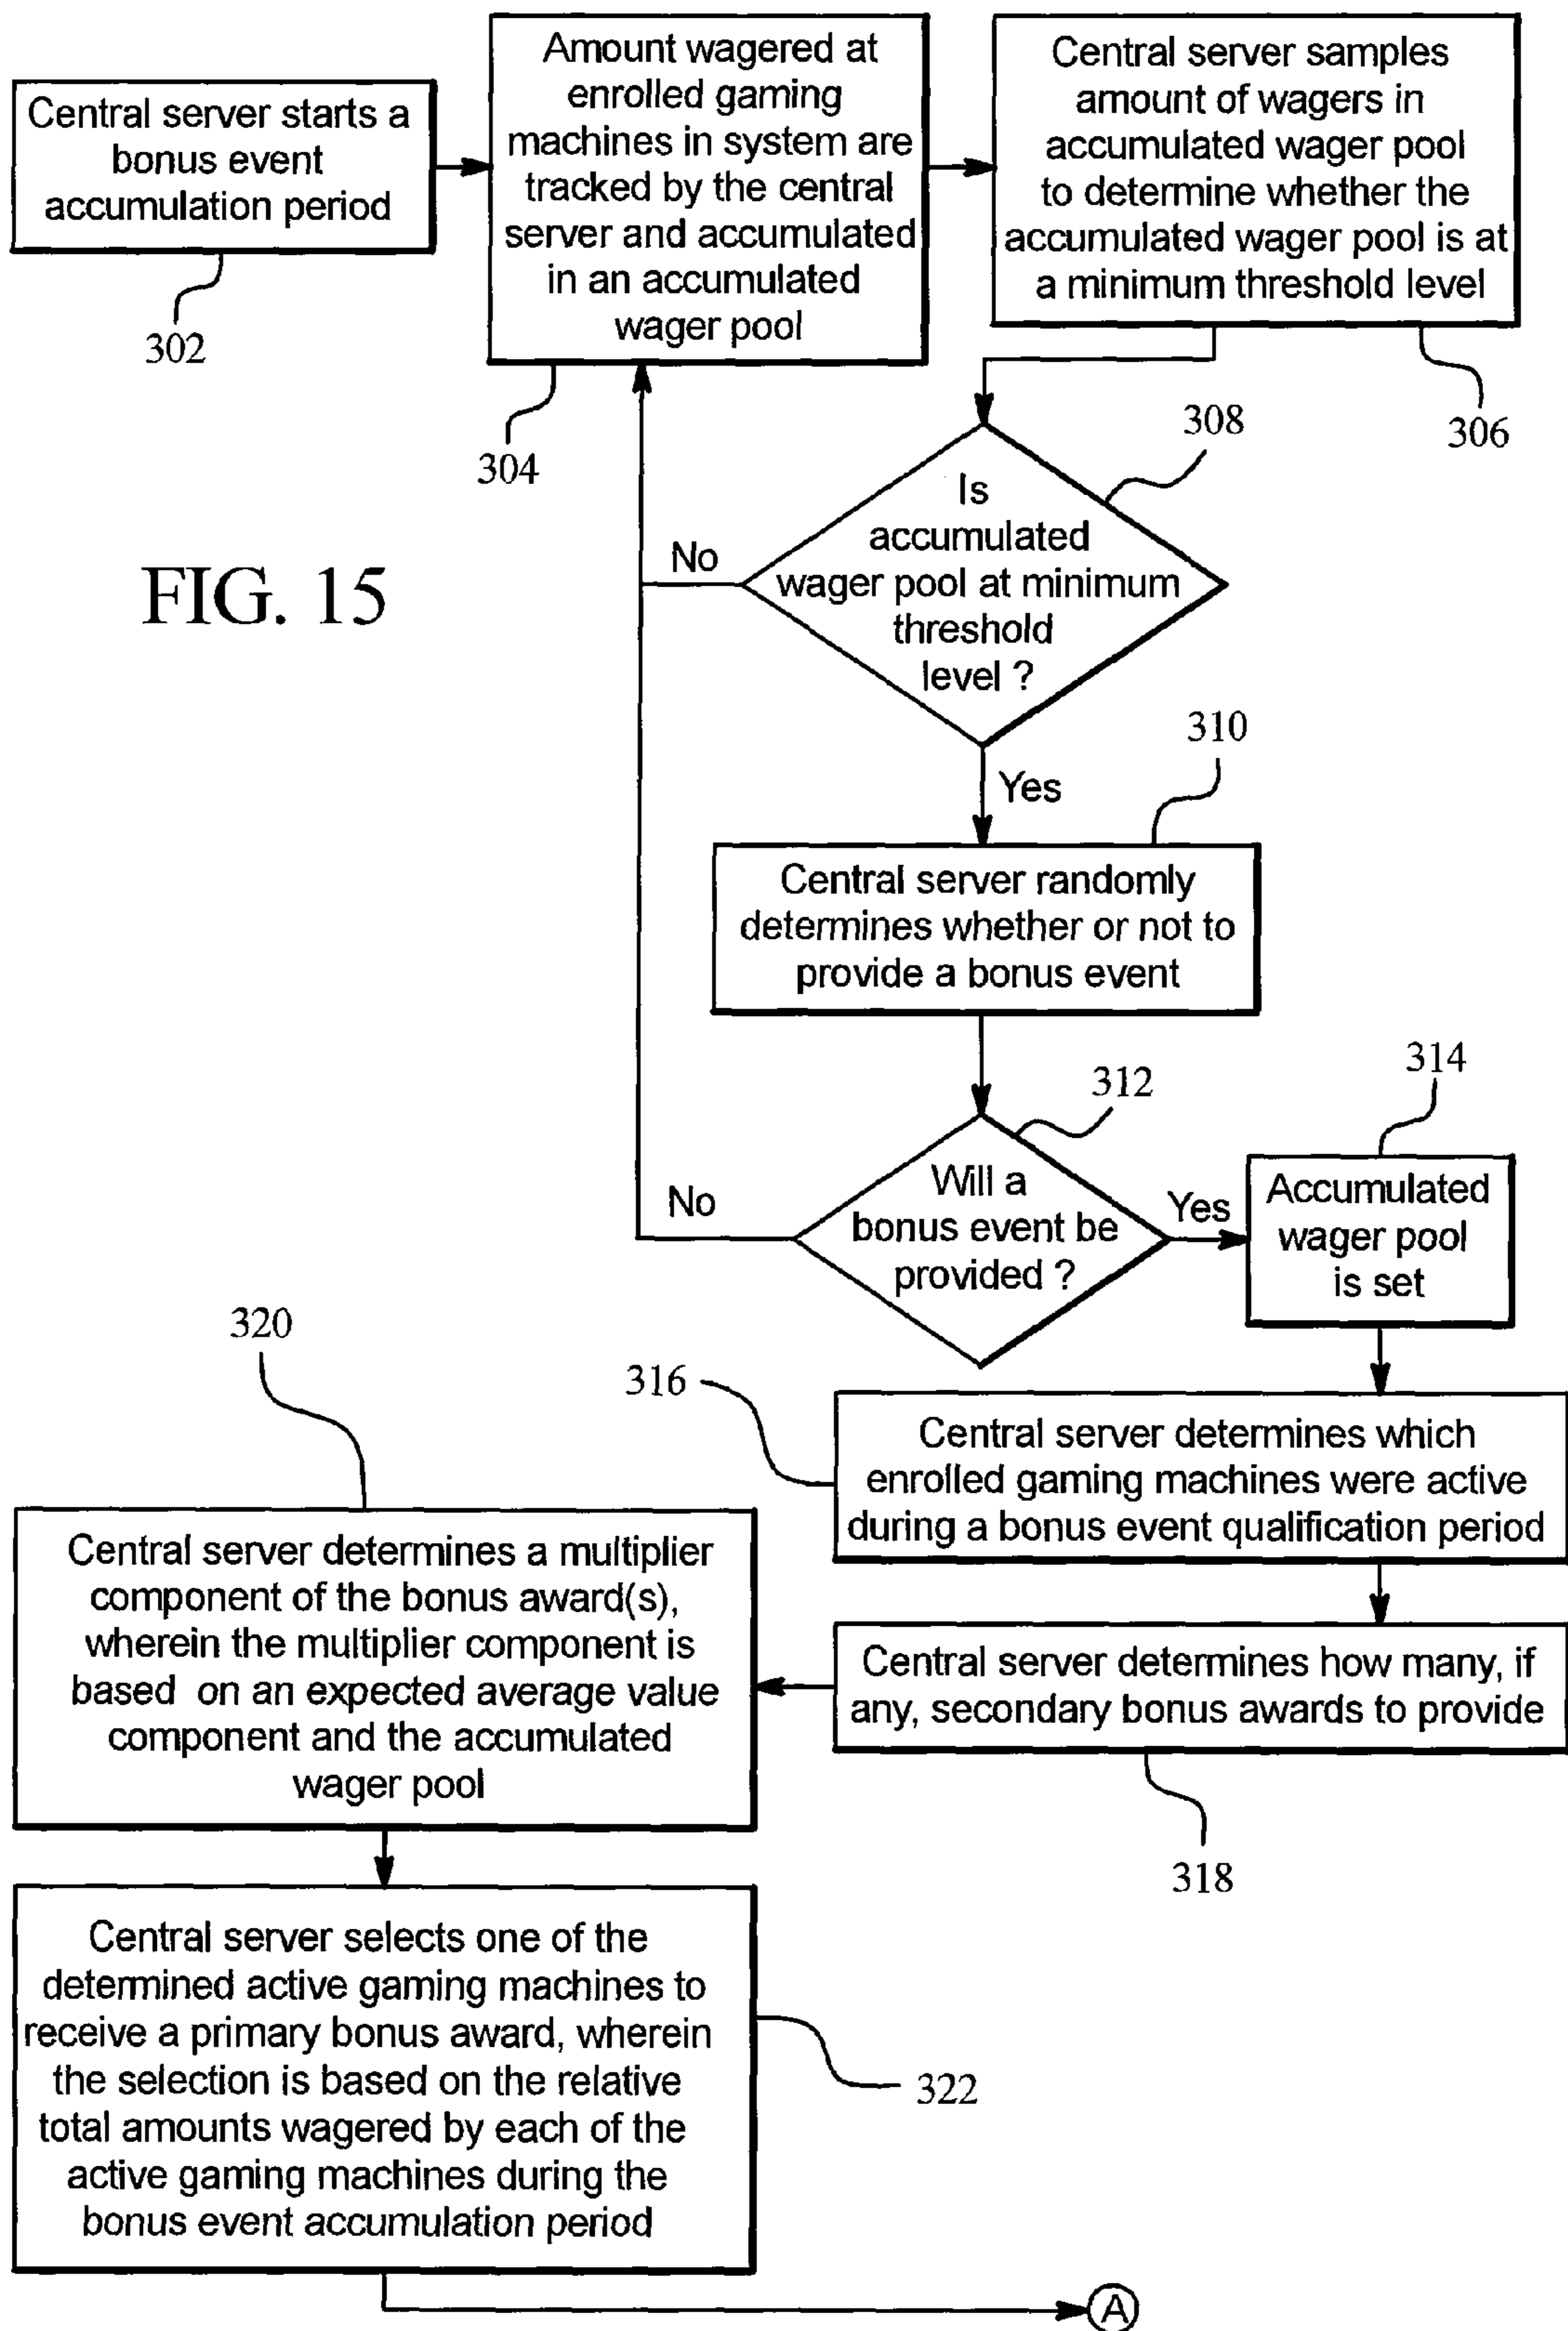 Central server starts a
bonus event
accumulation period
302
Amount wagered at
enrolled gaming
machines in system are
tracked by the central
server and accumulated
in an accumulated
wager pool
304
Central server samples
amount of wagers in
accumulated wager pool
to determine whether the
accumulated wager pool is at
a minimum threshold level
306
FIG. 15
308
Is
accumulated
wager pool at minimum
threshold
level ?
No
Yes
310
Central server randomly
determines whether or not to
provide a bonus event
312
Will a
bonus event be
provided ?
No
Yes
314
Accumulated
wager pool
is set
316
Central server determines which
enrolled gaming machines were active
during a bonus event qualification period
Central server determines how many, if
any, secondary bonus awards to provide
318
320
Central server determines a multiplier
component of the bonus award(s),
wherein the multiplier component is
based on an expected average value
component and the accumulated
wager pool
Central server selects one of the
determined active gaming machines to
receive a primary bonus award, wherein
the selection is based on the relative
total amounts wagered by each of the
active gaming machines during the
bonus event accumulation period
322
A